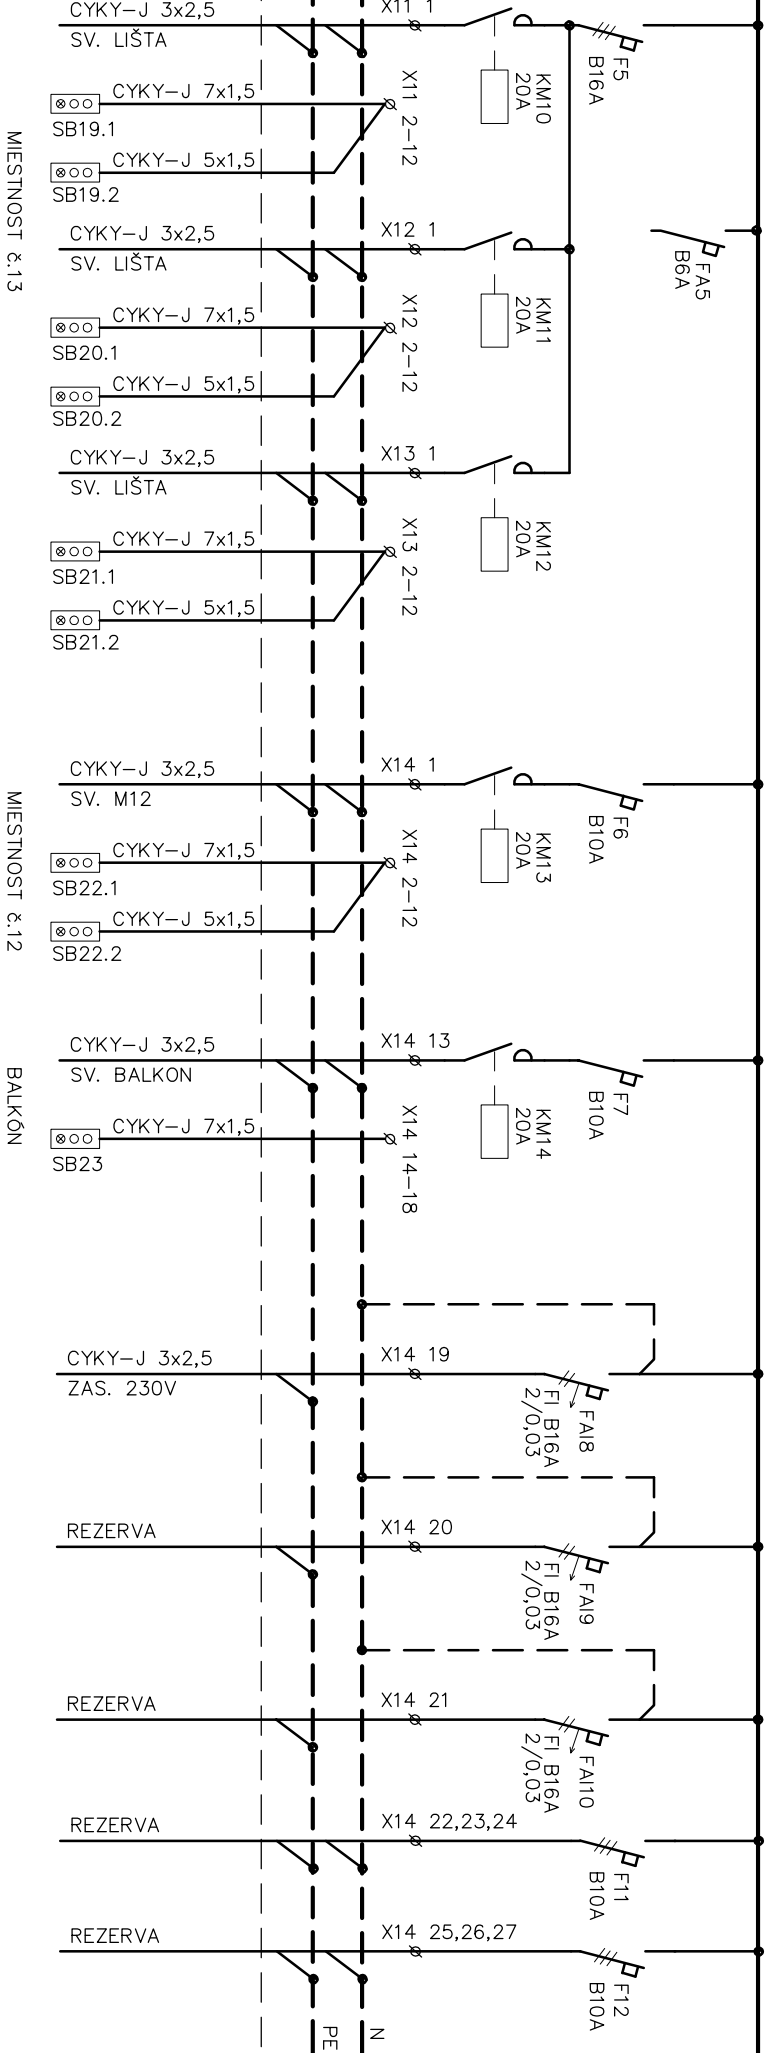 CYKY-J 3x2,5
SV. LIŠTA
X11 1
KM10
20A
F5
B16A
CYKY-J 7x1,5
SB19.1
X11 2-12
CYKY-J 5x1,5
SB19.2
MIESTNOST č.13
FA5
B6A
CYKY-J 3x2,5
SV. LIŠTA
X12 1
KM11
20A
CYKY-J 7x1,5
SB20.1
X12 2-12
CYKY-J 5x1,5
SB20.2
CYKY-J 3x2,5
SV. LIŠTA
X13 1
KM12
20A
CYKY-J 7x1,5
SB21.1
X13 2-12
CYKY-J 5x1,5
SB21.2
CYKY-J 3x2,5
SV. M12
X14 1
KM13
20A
F6
B10A
MIESTNOST č.12
CYKY-J 7x1,5
SB22.1
X14 2-12
CYKY-J 5x1,5
SB22.2
CYKY-J 3x2,5
SV. BALKON
X14 13
KM14
20A
F7
B10A
BALKÓN
CYKY-J 7x1,5
SB23
X14 14-18
CYKY-J 3x2,5
ZAS. 230V
X14 19
FAI8
FI B16A
2/0,03
REZERVA
X14 20
FAI9
FI B16A
2/0,03
REZERVA
X14 21
FAI10
FI B16A
2/0,03
REZERVA
X14 22,23,24
F11
B10A
REZERVA
X14 25,26,27
F12
B10A
N
PE